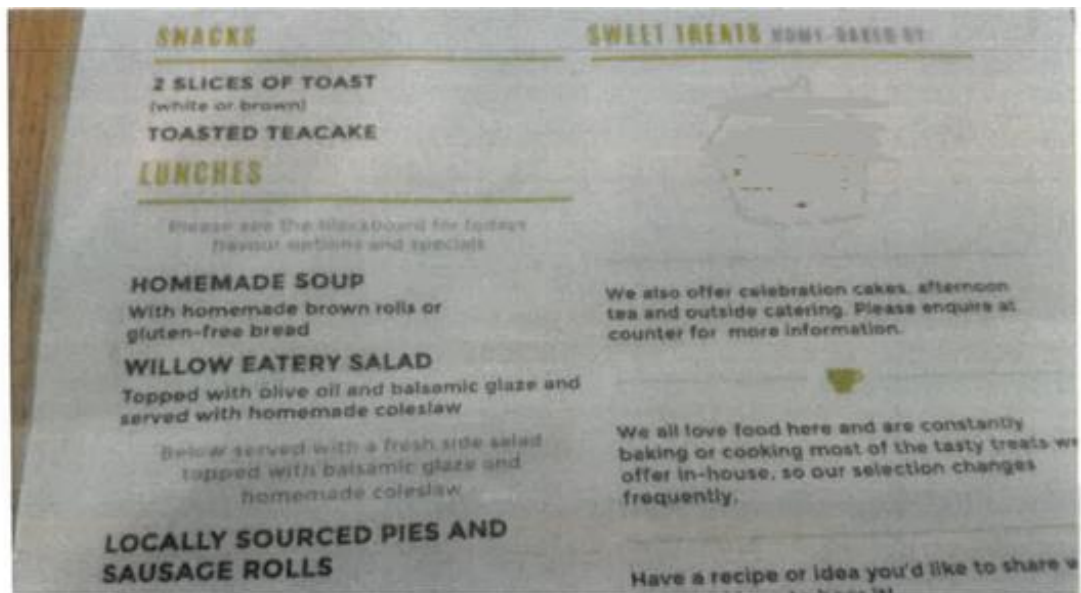 SNACKS
2 SLICES OF TOAST
(white or brown)
TOASTED TEACAKE
LUNCHES
Please see the blackboard for todays
flavour options and specials
HOMEMADE SOUP
With homemade brown rolls or
gluten-free bread
WILLOW EATERY SALAD
Topped with olive oil and balsamic glaze and
served with homemade coleslaw
Below served with a fresh side salad
topped with balsamic glaze and
homemade coleslaw
LOCALLY SOURCED PIES AND
SAUSAGE ROLLS
SWEET TREATS HOME-BAKED BY:
We also offer celebration cakes, afternoon
tea and outside catering. Please enquire at
counter for more information.
We all love food here and are constantly
baking or cooking most of the tasty treats we
offer in-house, so our selection changes
frequently.
Have a recipe or idea you'd like to share